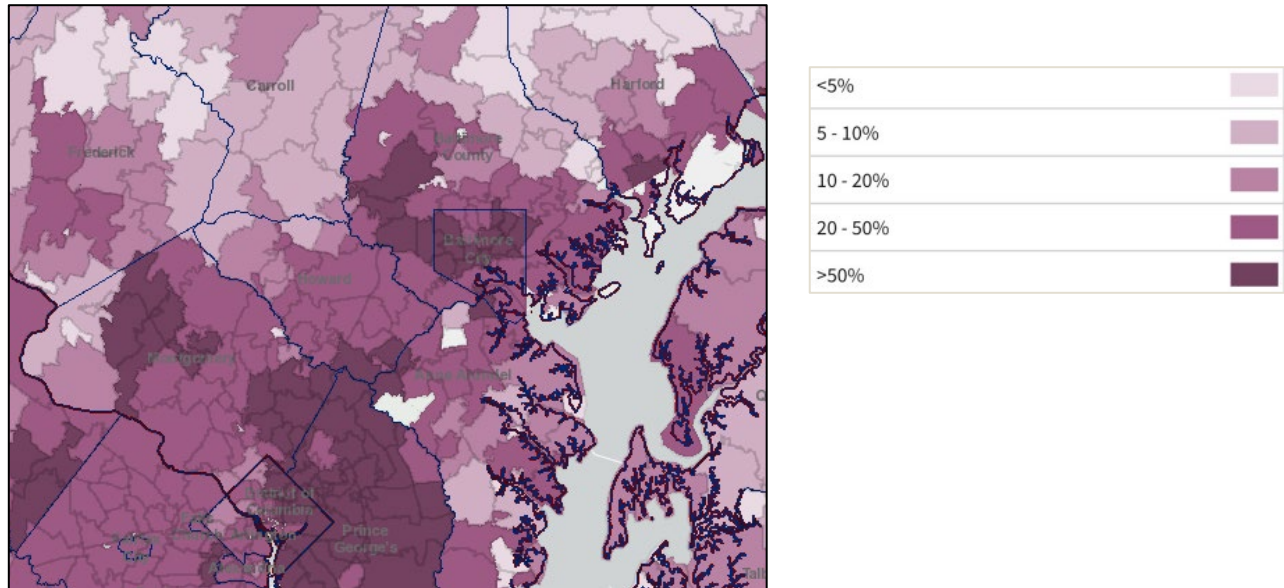 Carroll
Harford
Frederick
Baltimore
County
Baltimore
City
Howard
Montgomery
Anne Arundel
District of
Columbia
Prince
George's
Alexandria
<5%
5 - 10%
10 - 20%
20 - 50%
>50%